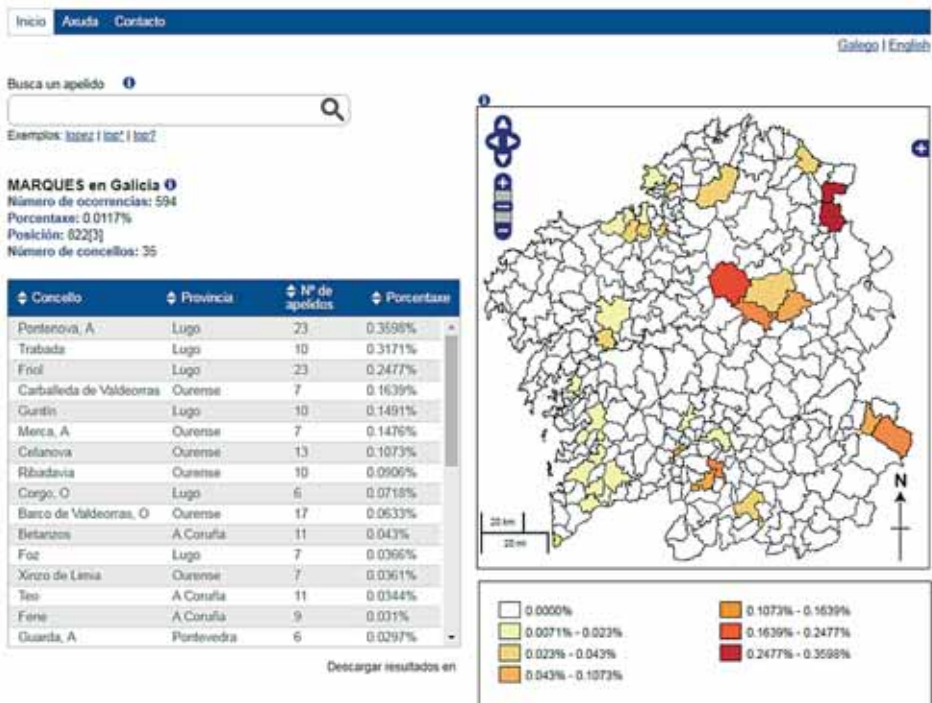 Inicio Axuda Contacto
Galego | English
Busca un apelido
Exemplos: lopez | lop* | lop?
MARQUES en Galicia
Número de ocorrencias: 594
Porcentaxe: 0.0117%
Posición: 822[3]
Número de concellos: 35
Concello Provincia Nº de apelidos Porcentaxe
Pontenova, A Lugo 23 0.3598%
Trabada Lugo 10 0.3171%
Friol Lugo 23 0.2477%
Carballeda de Valdeorras Ourense 7 0.1639%
Guntín Lugo 10 0.1491%
Merca, A Ourense 7 0.1476%
Celanova Ourense 13 0.1073%
Ribadavia Ourense 10 0.0906%
Corgo, O Lugo 6 0.0718%
Barco de Valdeorras, O Ourense 17 0.0633%
Betanzos A Coruña 11 0.043%
Foz Lugo 7 0.0366%
Xinzo de Limia Ourense 7 0.0361%
Teo A Coruña 11 0.0344%
Fene A Coruña 9 0.031%
Guarda, A Pontevedra 6 0.0297%
Descargar resultados en
20 km
20 mi
N
0.0000%
0.0071% - 0.023%
0.023% - 0.043%
0.043% - 0.1073%
0.1073% - 0.1639%
0.1639% - 0.2477%
0.2477% - 0.3598%